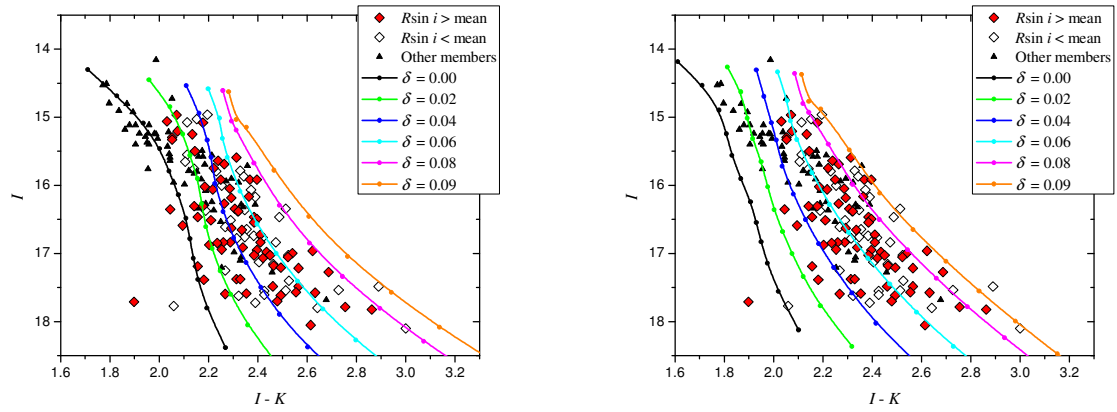 R sin i > mean
R sin i < mean
Other members
δ = 0.00
δ = 0.02
δ = 0.04
δ = 0.06
δ = 0.08
δ = 0.09
14
15
16
17
18
I
1.6 1.8 2.0 2.2 2.4 2.6 2.8 3.0 3.2
I - K
R sin i > mean
R sin i < mean
Other members
δ = 0.00
δ = 0.02
δ = 0.04
δ = 0.06
δ = 0.08
δ = 0.09
14
15
16
17
18
I
1.6 1.8 2.0 2.2 2.4 2.6 2.8 3.0 3.2
I - K